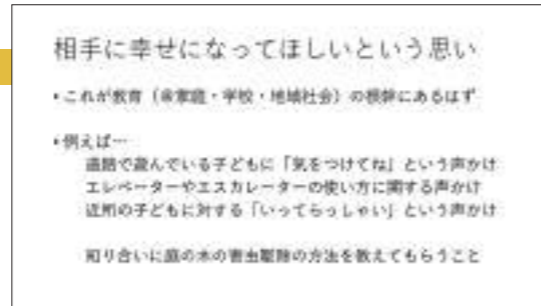 相手に幸せになってほしいという思い
・これが教育（※家庭・学校・地域社会）の根幹にあるはず
・例えば…
道路で遊んでいる子どもに「気をつけてね」という声かけ
エレベーターやエスカレーターの使い方に関する声かけ
近所の子どもに対する「いってらっしゃい」という声かけ
知り合いに庭の木の害虫駆除の方法を教えてもらうこと